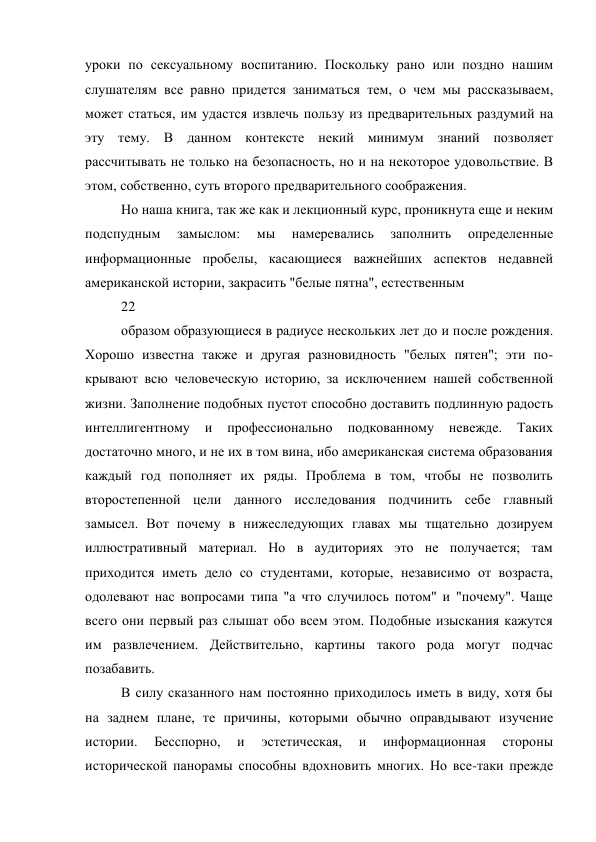 уроки по сексуальному воспитанию. Поскольку рано или поздно нашим
слушателям все равно придется заниматься тем, о чем мы рассказываем,
может статься, им удастся извлечь пользу из предварительных раздумий на
эту тему. В данном контексте некий минимум знаний позволяет
рассчитывать не только на безопасность, но и на некоторое удовольствие. В
этом, собственно, суть второго предварительного соображения.
Но наша книга, так же как и лекционный курс, проникнута еще и неким
подспудным замыслом: мы намеревались заполнить определенные
информационные пробелы, касающиеся важнейших аспектов недавней
американской истории, закрасить "белые пятна", естественным
22
образом образующиеся в радиусе нескольких лет до и после рождения.
Хорошо известна также и другая разновидность "белых пятен"; эти по-
крывают всю человеческую историю, за исключением нашей собственной
жизни. Заполнение подобных пустот способно доставить подлинную радость
интеллигентному и профессионально подкованному невежде. Таких
достаточно много, и не их в том вина, ибо американская система образования
каждый год пополняет их ряды. Проблема в том, чтобы не позволить
второстепенной цели данного исследования подчинить себе главный
замысел. Вот почему в нижеследующих главах мы тщательно дозируем
иллюстративный материал. Но в аудиториях это не получается; там
приходится иметь дело со студентами, которые, независимо от возраста,
одолевают нас вопросами типа "а что случилось потом" и "почему". Чаще
всего они первый раз слышат обо всем этом. Подобные изыскания кажутся
им развлечением. Действительно, картины такого рода могут подчас
позабавить.
В силу сказанного нам постоянно приходилось иметь в виду, хотя бы
на заднем плане, те причины, которыми обычно оправдывают изучение
истории. Бесспорно, и эстетическая, и информационная стороны
исторической панорамы способны вдохновить многих. Но все-таки прежде